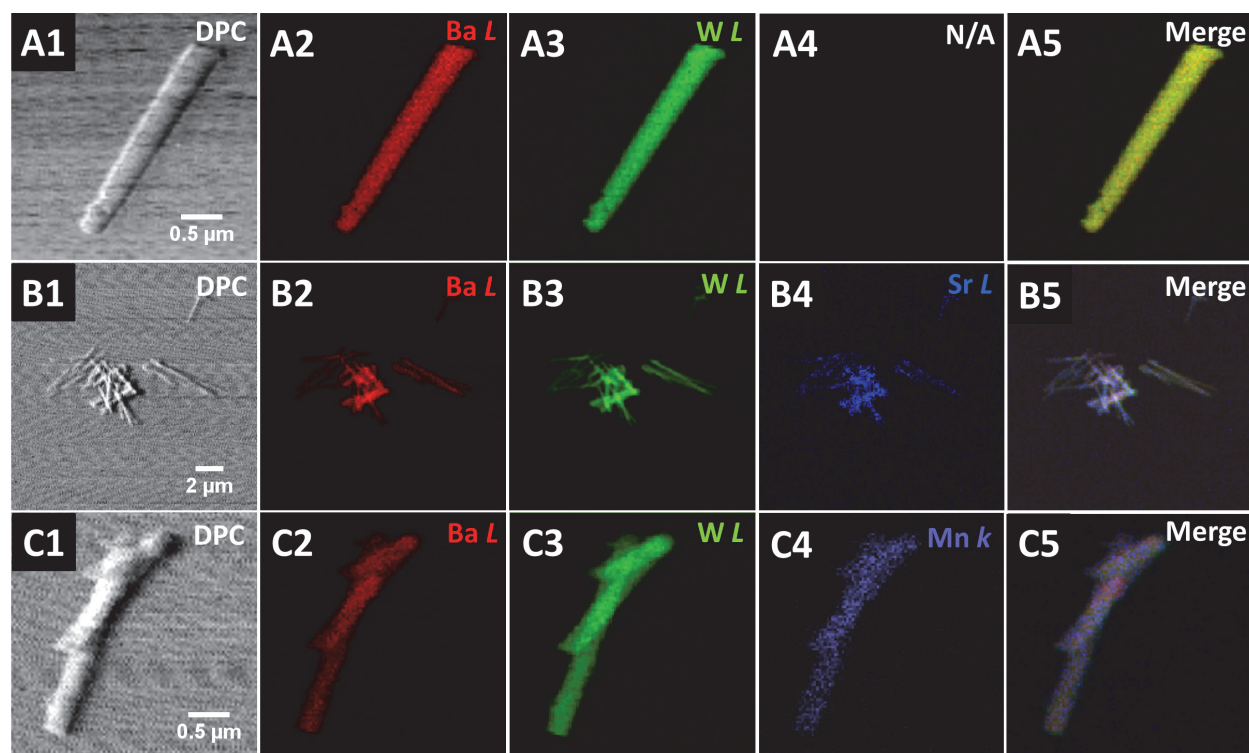 A1 DPC
0.5 µm
A2 Ba L
A3 W L
A4 N/A
A5 Merge
B1 DPC
2 µm
B2 Ba L
B3 W L
B4 Sr L
B5 Merge
C1 DPC
0.5 µm
C2 Ba L
C3 W L
C4 Mn k
C5 Merge